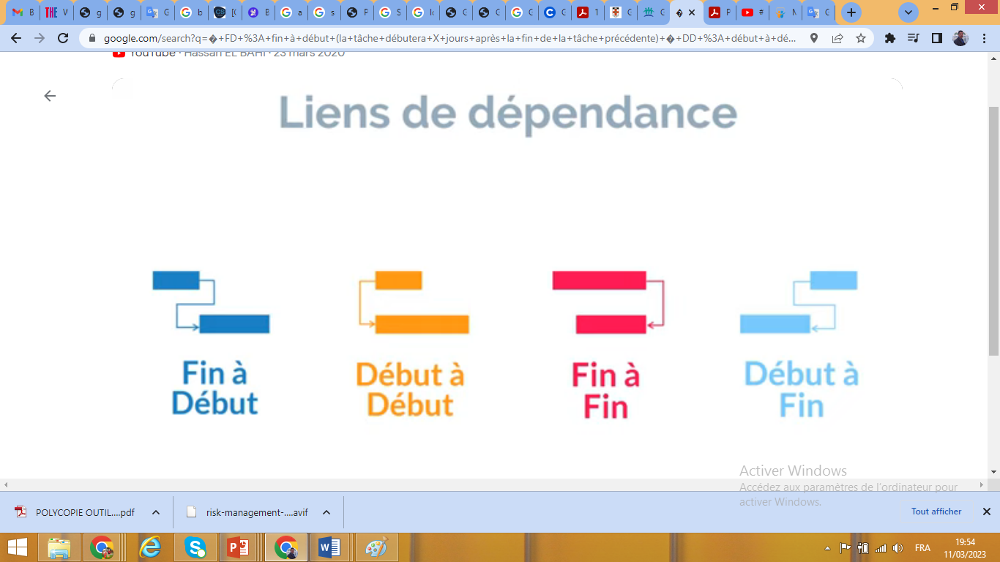 B
THE V
g
g
G
b
[C
B
a
s
P
S
lo
G
G
G
C
1
G
G
�
P
#
M
G
google.com/search?q=�+FD+%3A+fin+à+début+(la+tâche+débutera+X+jours+après+la+fin+de+la+tâche+précédente)+�+DD+%3A+début+à+dé...
YouTube · Hassan EL BAHI · 23 mars 2020
Liens de dépendance
Fin à
Début
Début à
Début
Fin à
Fin
Début à
Fin
Activer Windows
Accédez aux paramètres de l'ordinateur pour
activer Windows.
POLYCOPIE OUTIL....pdf
risk-management-....avif
Tout afficher
FRA
19:54
11/03/2023